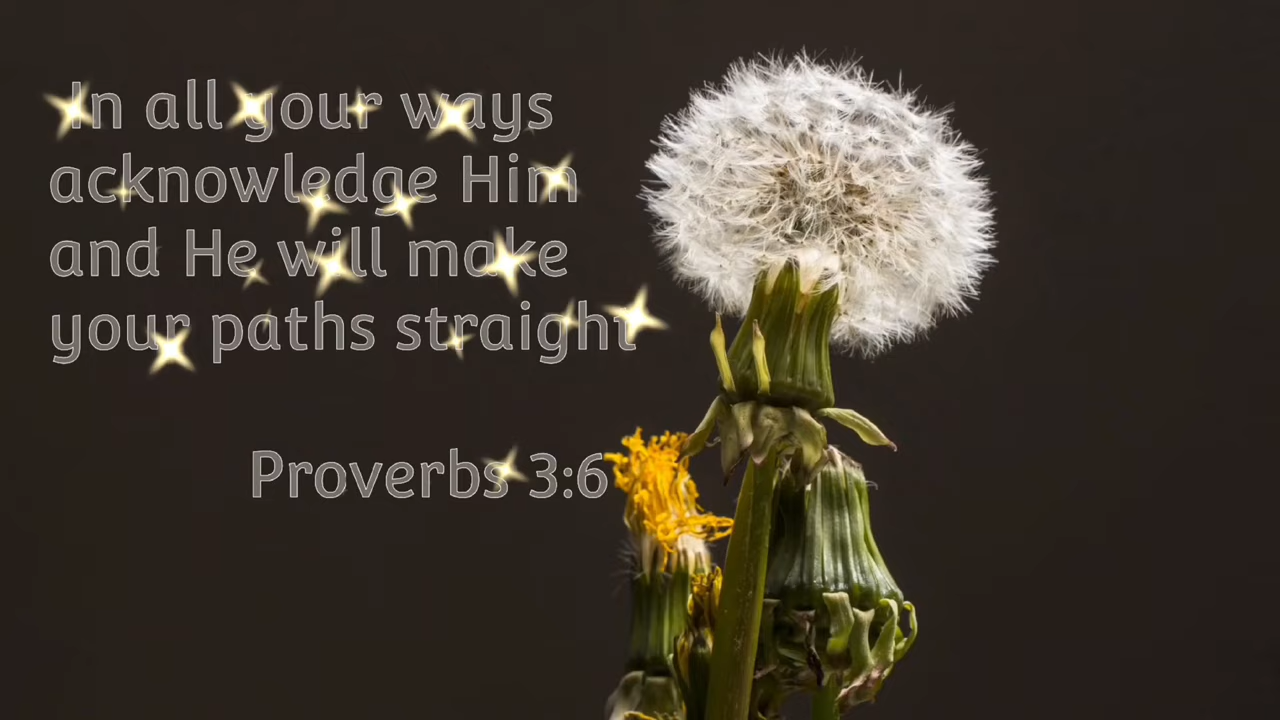 In all your ways
acknowledge Him
and He will make
your paths straight
Proverbs 3:6